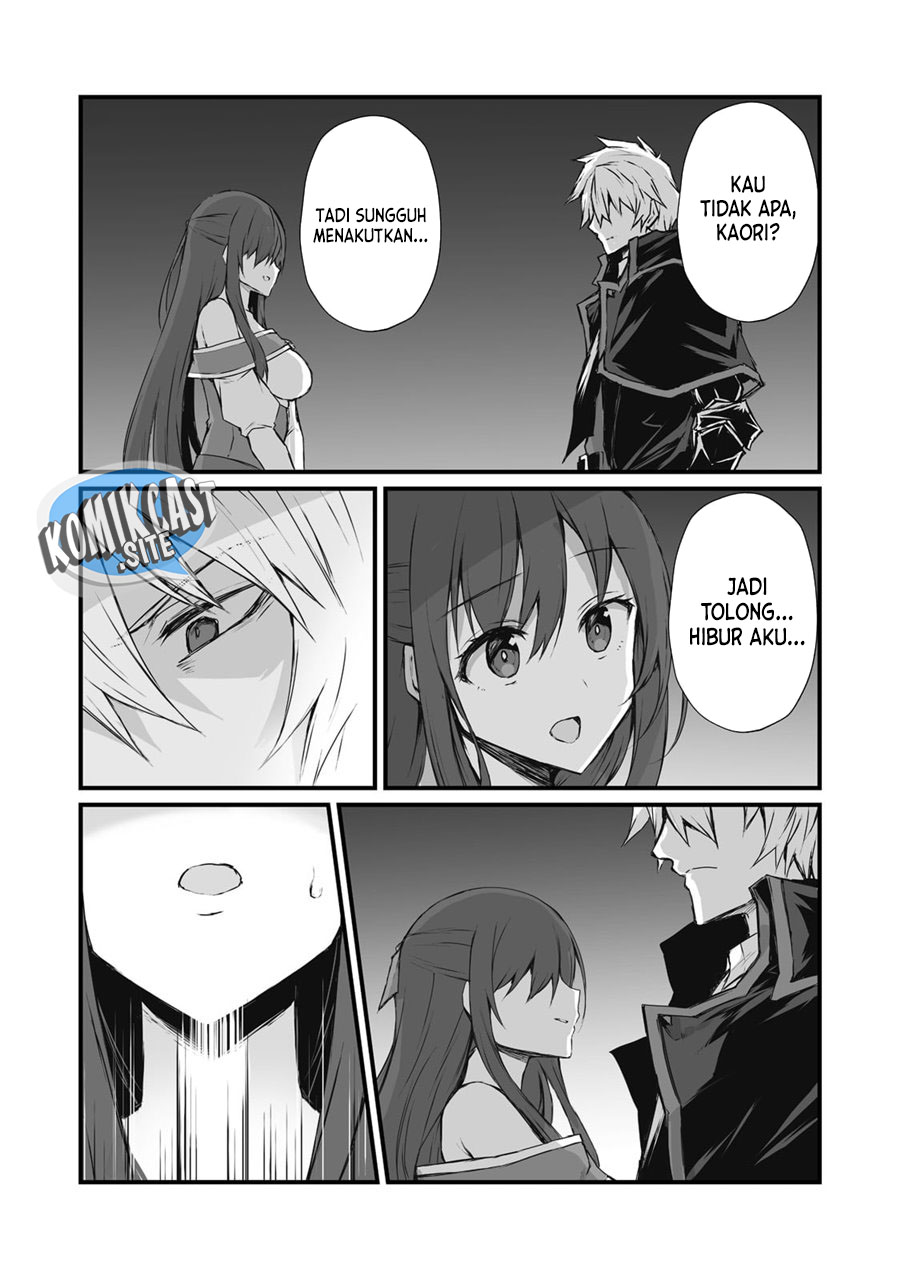 KAU
TIDAK APA,
KAORI?
TADI SUNGGUH
MENAKUTKAN...
JADI
TOLONG...
HIBUR AKU...
KOMIKCAST
.SITE